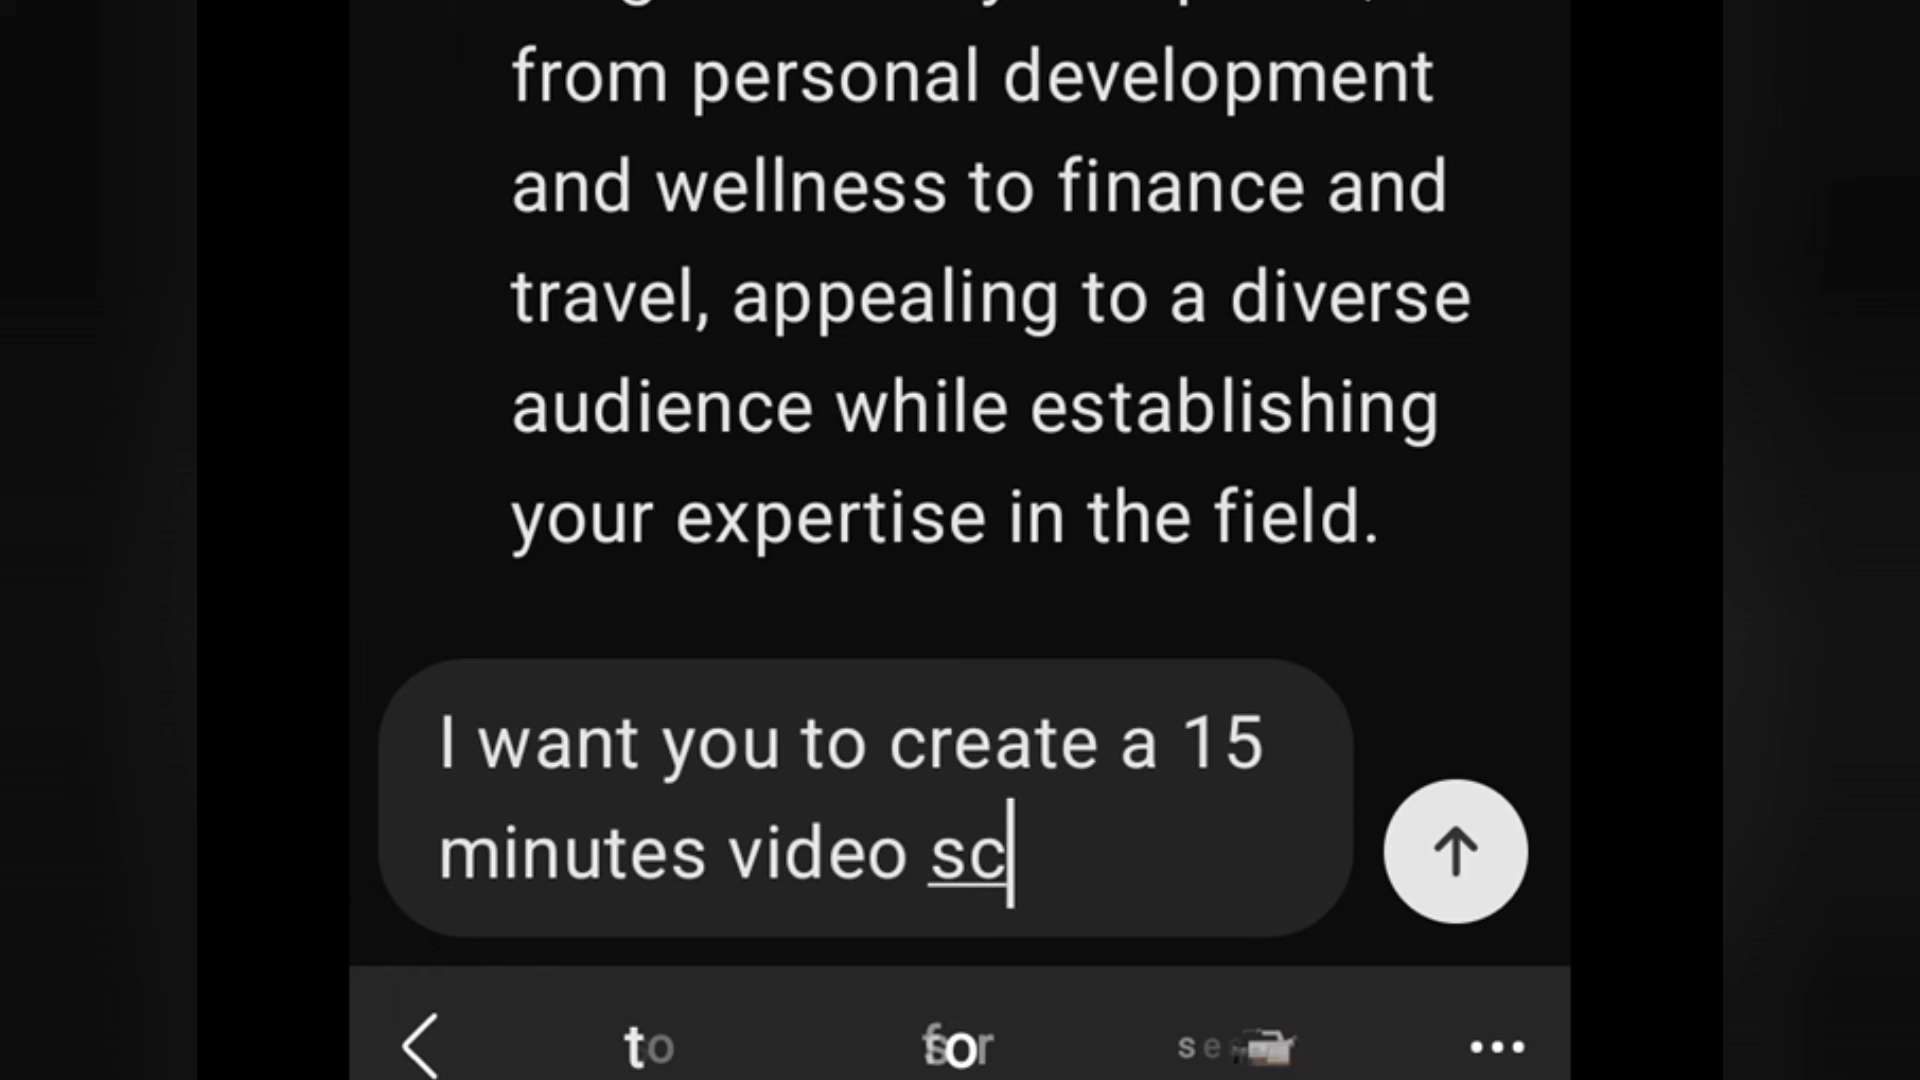 from personal development
and wellness to finance and
travel, appealing to a diverse
audience while establishing
your expertise in the field.
I want you to create a 15
minutes video sc
to